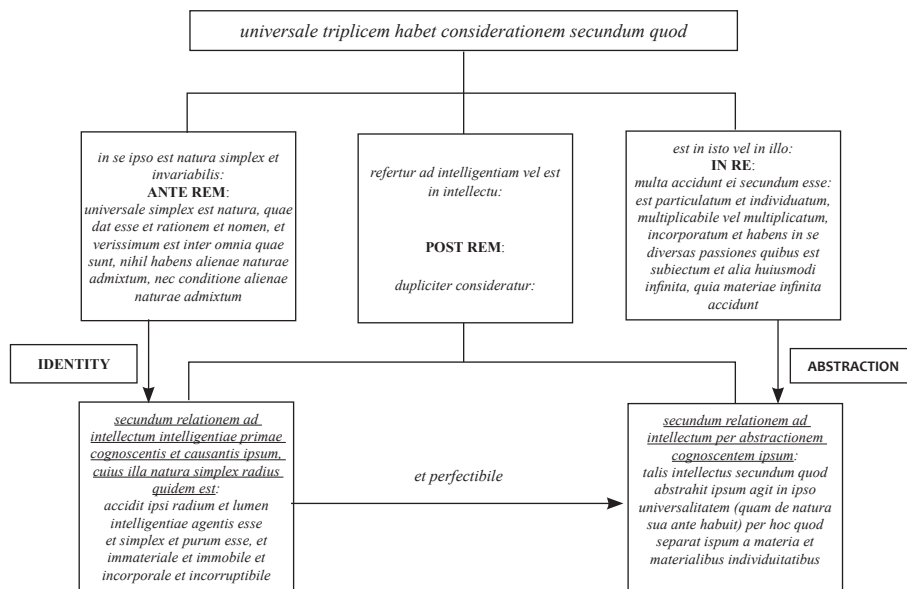 universale triplicem habet considerationem secundum quod
in se ipso est natura simplex et
invariabilis:
ANTE REM:
universale simplex est natura, quae
dat esse et rationem et nomen, et
verissimum est inter omnia quae
sunt, nihil habens alienae naturae
admixtum, nec conditione alienae
naturae admixtum
refertur ad intelligentiam vel est
in intellectu:
POST REM:
dupliciter consideratur:
est in isto vel in illo:
IN RE:
multa accidunt ei secundum esse:
est particulatum et individuatum,
multiplicabile vel multiplicatum,
incorporatum et habens in se
diversas passiones quibus est
subiectum et alia huiusmodi
infinita, quia materiae infinita
accidunt
IDENTITY
ABSTRACTION
secundum relationem ad
intellectum intelligentiae primae
cognoscentis et causantis ipsum,
cuius illa natura simplex radius
quidem est:
accidit ipsi radium et lumen
intelligentiae agentis esse
et simplex et purum esse, et
immateriale et immobile et
incorporale et incorruptibile
et perfectibile
secundum relationem ad
intellectum per abstractionem
cognoscentem ipsum:
talis intellectus secundum quod
abstrahit ipsum agit in ipso
universalitatem (quam de natura
sua ante habuit) per hoc quod
separat ispum a materia et
materialibus individuitatibus